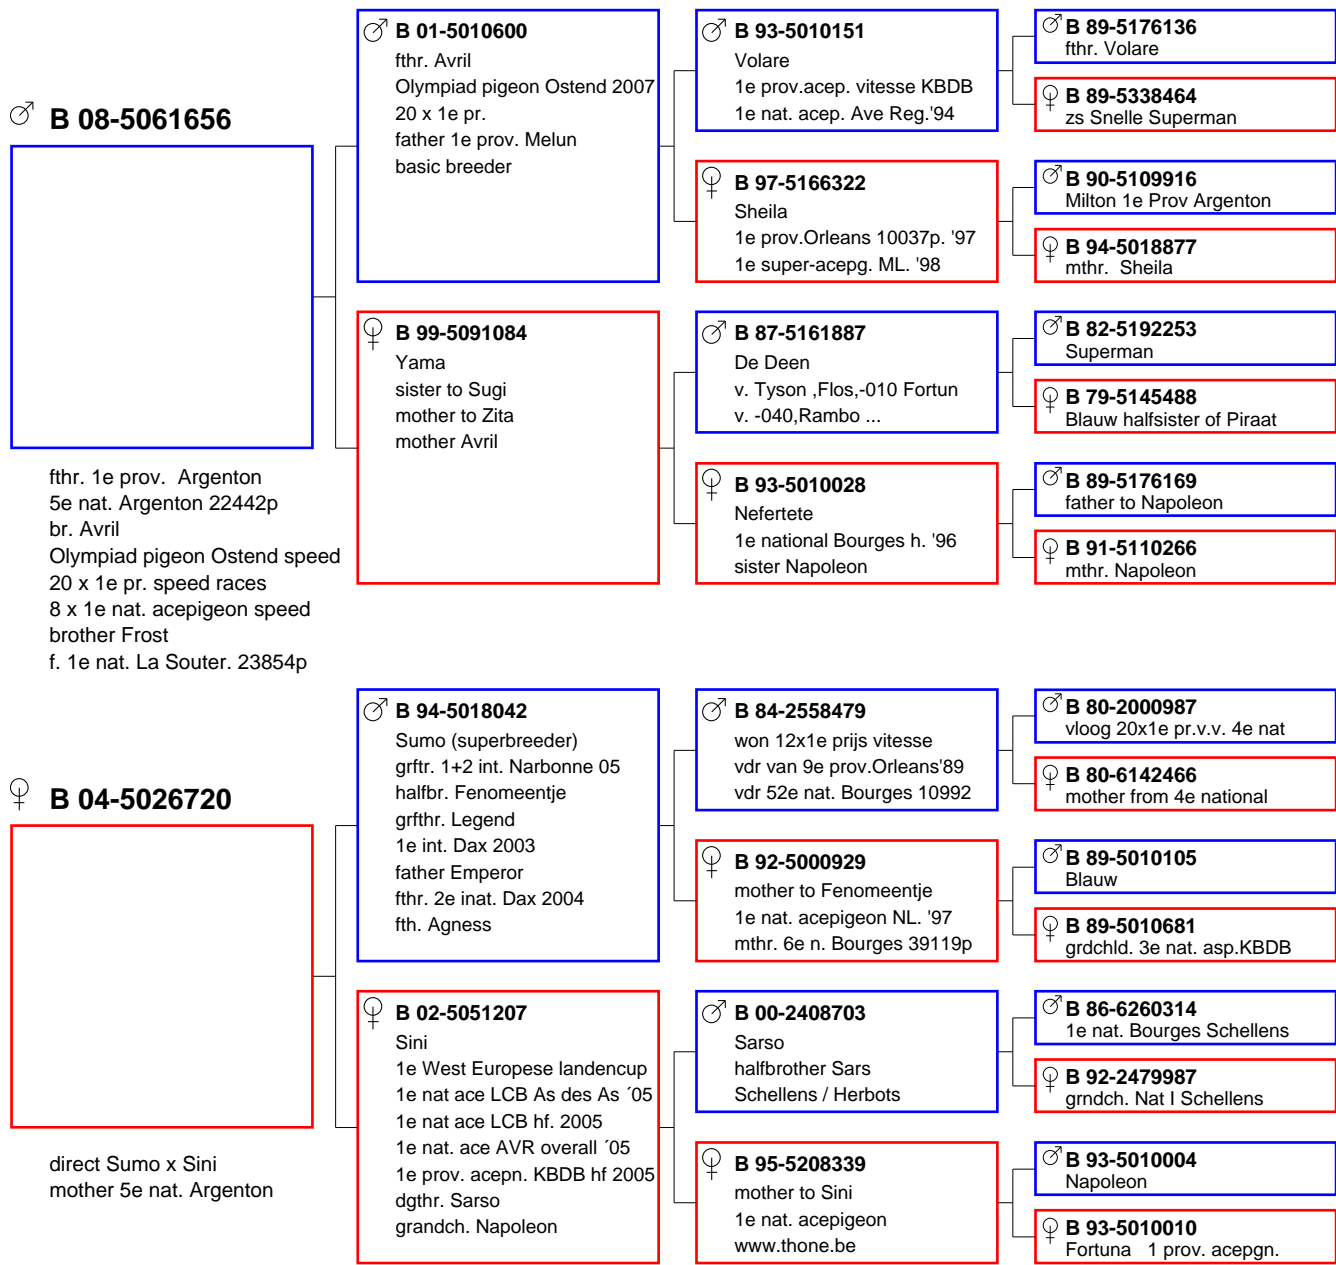 B 08-5061656
fthr. 1e prov. Argenton
5e nat. Argenton 22442p
br. Avril
Olympiad pigeon Ostend speed
20 x 1e pr. speed races
8 x 1e nat. acepigeon speed
brother Frost
f. 1e nat. La Souter. 23854p
B 04-5026720
direct Sumo x Sini
mother 5e nat. Argenton
B 01-5010600
fthr. Avril
Olympiad pigeon Ostend 2007
20 x 1e pr.
father 1e prov. Melun
basic breeder
B 99-5091084
Yama
sister to Sugi
mother to Zita
mother Avril
B 94-5018042
Sumo (superbreeder)
grftr. 1+2 int. Narbonne 05
halfbr. Fenomeentje
grfthr. Legend
1e int. Dax 2003
father Emperor
fthr. 2e inat. Dax 2004
fth. Agness
B 02-5051207
Sini
1e West Europese landencup
1e nat ace LCB As des As ´05
1e nat ace LCB hf. 2005
1e nat. ace AVR overall ´05
1e prov. acepn. KBDB hf 2005
dgthr. Sarso
grandch. Napoleon
B 93-5010151
Volare
1e prov.acep. vitesse KBDB
1e nat. acep. Ave Reg.'94
B 97-5166322
Sheila
1e prov.Orleans 10037p. '97
1e super-acepg. ML. '98
B 87-5161887
De Deen
v. Tyson ,Flos,-010 Fortun
v. -040,Rambo ...
B 93-5010028
Nefertete
1e national Bourges h. '96
sister Napoleon
B 84-2558479
won 12x1e prijs vitesse
vdr van 9e prov.Orleans'89
vdr 52e nat. Bourges 10992
B 92-5000929
mother to Fenomeentje
1e nat. acepigeon NL. '97
mthr. 6e n. Bourges 39119p
B 00-2408703
Sarso
halfbrother Sars
Schellens / Herbots
B 95-5208339
mother to Sini
1e nat. acepigeon
www.thone.be
B 89-5176136
fthr. Volare
B 89-5338464
zs Snelle Superman
B 90-5109916
Milton 1e Prov Argenton
B 94-5018877
mthr. Sheila
B 82-5192253
Superman
B 79-5145488
Blauw halfsister of Piraat
B 89-5176169
father to Napoleon
B 91-5110266
mthr. Napoleon
B 80-2000987
vloog 20x1e pr.v.v. 4e nat
B 80-6142466
mother from 4e national
B 89-5010105
Blauw
B 89-5010681
grdchld. 3e nat. asp.KBDB
B 86-6260314
1e nat. Bourges Schellens
B 92-2479987
grndch. Nat I Schellens
B 93-5010004
Napoleon
B 93-5010010
Fortuna 1 prov. acepgn.